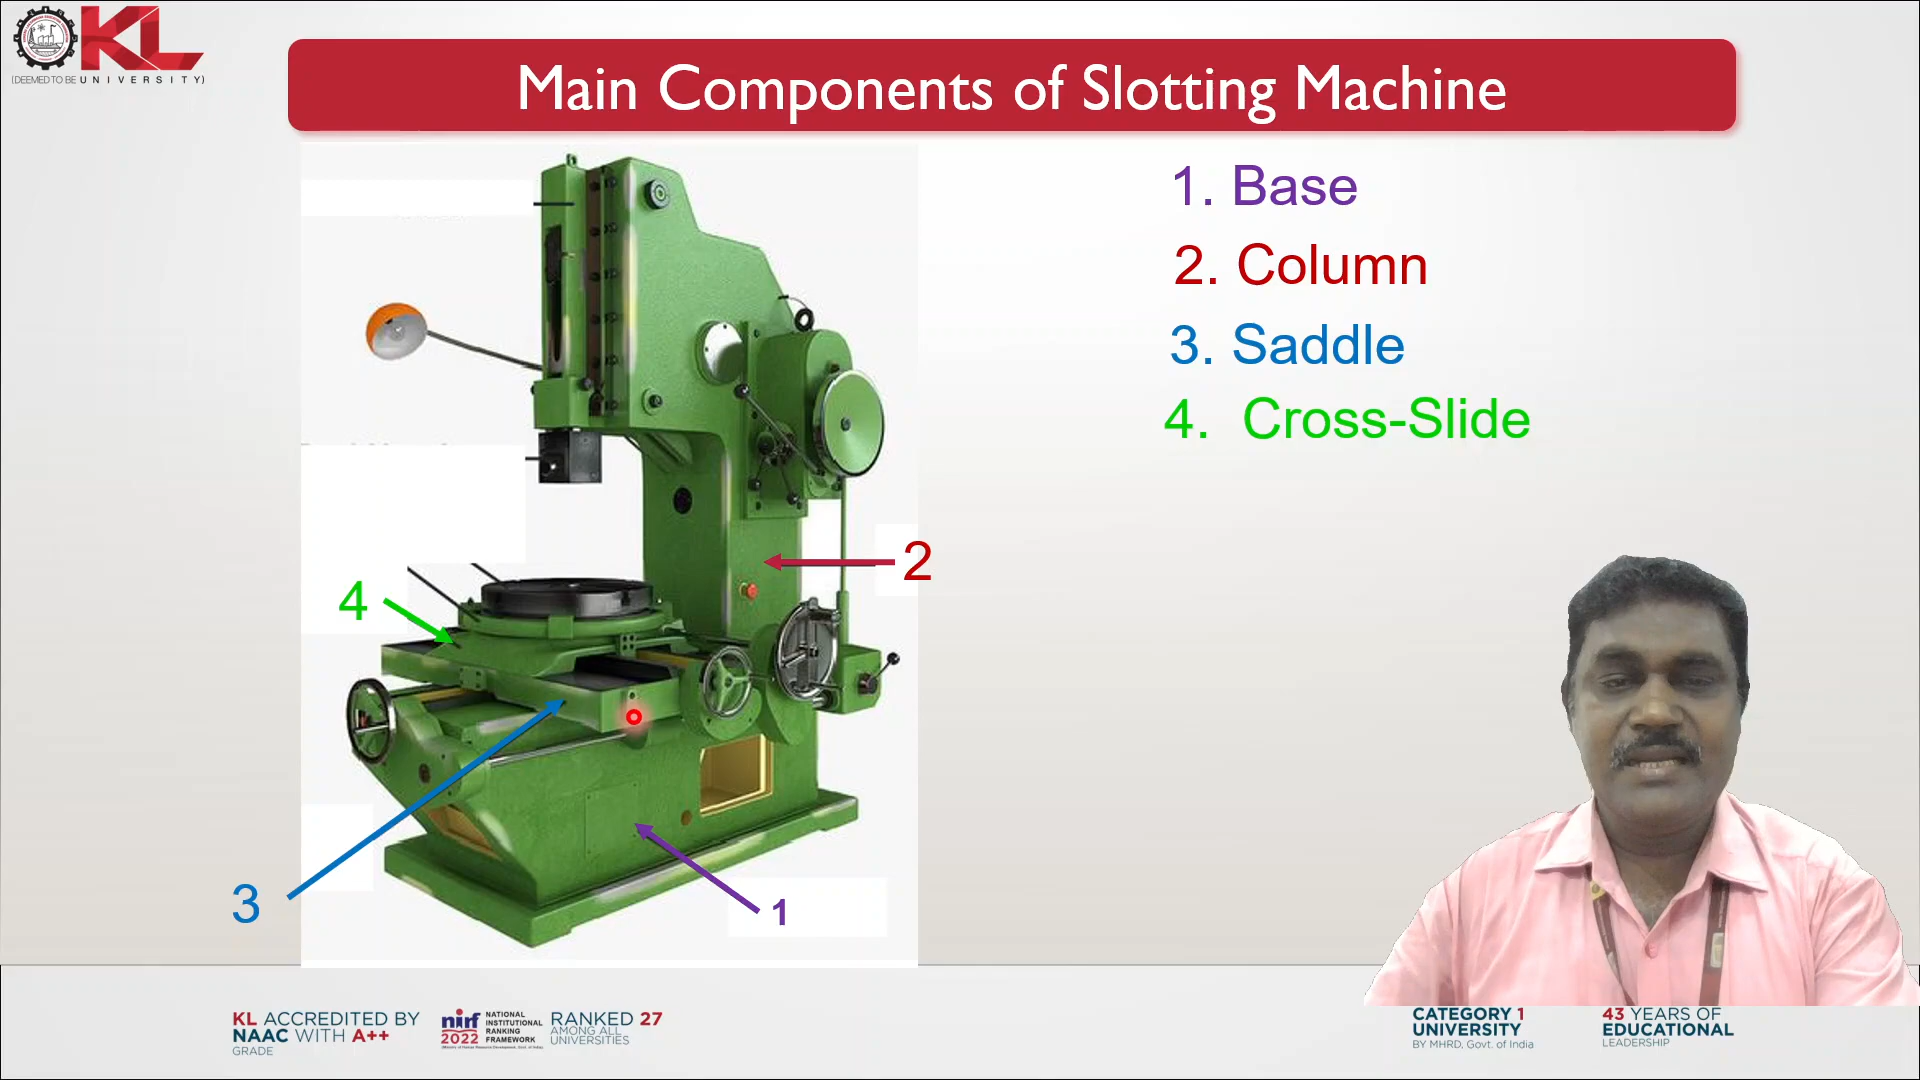 KL
(DEEMED TO BE UNIVERSITY)
Main Components of Slotting Machine
1. Base
2. Column
3. Saddle
4. Cross-Slide
2
4
3
1
KL ACCREDITED BY
NAAC WITH A++
GRADE
nirf
2022
NATIONAL
INSTITUTIONAL
RANKING
FRAMEWORK
RANKED 27
AMONG ALL
UNIVERSITIES
CATEGORY 1
UNIVERSITY
BY MHRD, Govt. of India
43 YEARS OF
EDUCATIONAL
LEADERSHIP